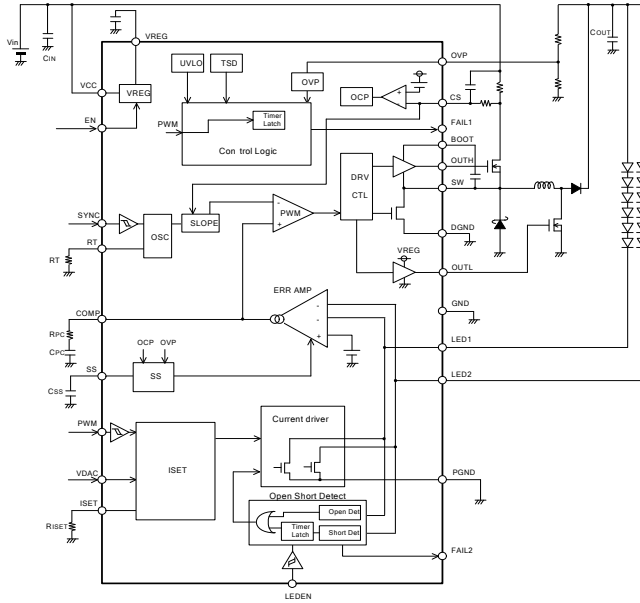 VREG
COUT
Vin
CIN
UVLO
TSD
OVP
OVP
VCC
VREG
OCP
+
-
CS
EN
PWM
Timer
Latch
FAIL1
Con trol Logic
BOOT
OUTH
DRV
CTL
SW
SYNC
OSC
SLOPE
-
PWM
+
DGND
RT
VREG
RT
OUTL
ERR AMP
GND
COMP
-
-
+
RPC
LED1
CPC
OCP OVP
SS
SS
LED2
CSS
PWM
Current driver
ISET
VDAC
PGND
ISET
Open Short Detect
RISET
Open Det
Timer
Latch
Short Det
FAIL2
LEDEN